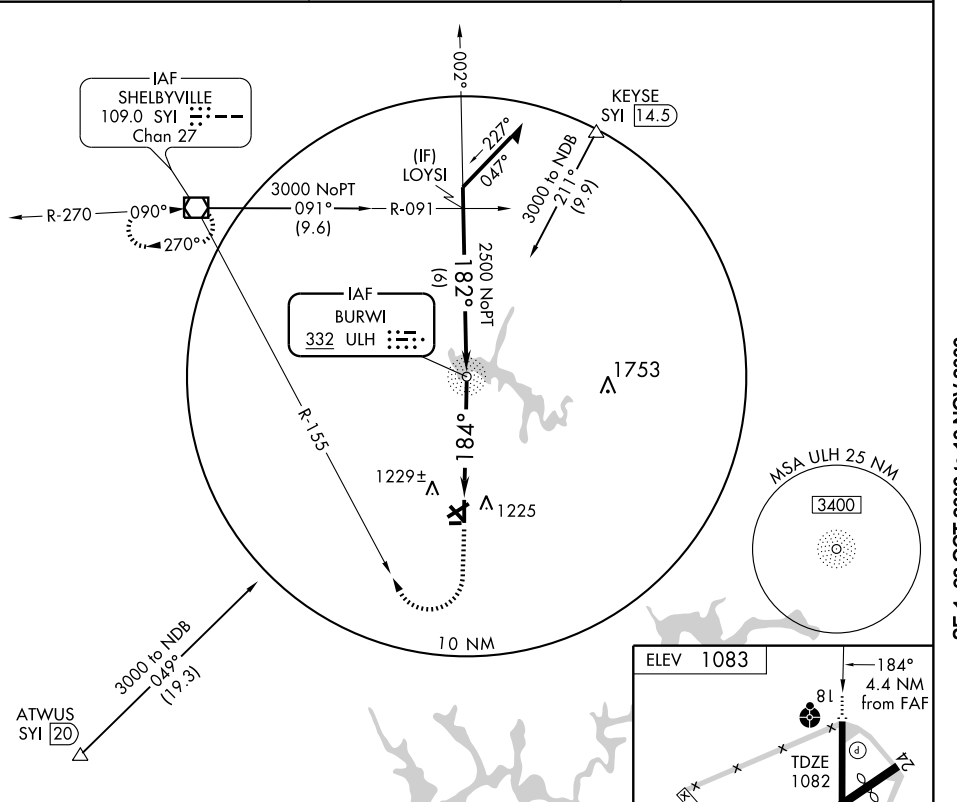 002°
IAF
SHELBYVILLE
109.0 SYI
Chan 27
KEYSE
SYI 14.5
227°
047°
(IF)
LOYSI
3000 to NDB
211°
(9.9)
R-270
090°
270°
3000 NoPT
091°
(9.6)
R-091
2500 NoPT
182°
(6)
IAF
BURWI
332 ULH
1753
R-155
184°
1229±
1225
MSA ULH 25 NM
3400
10 NM
3000 to NDB
049°
(19.3)
ATWUS
SYI 20
ELEV 1083
184°
4.4 NM
from FAF
18
TDZE
1082
P
24